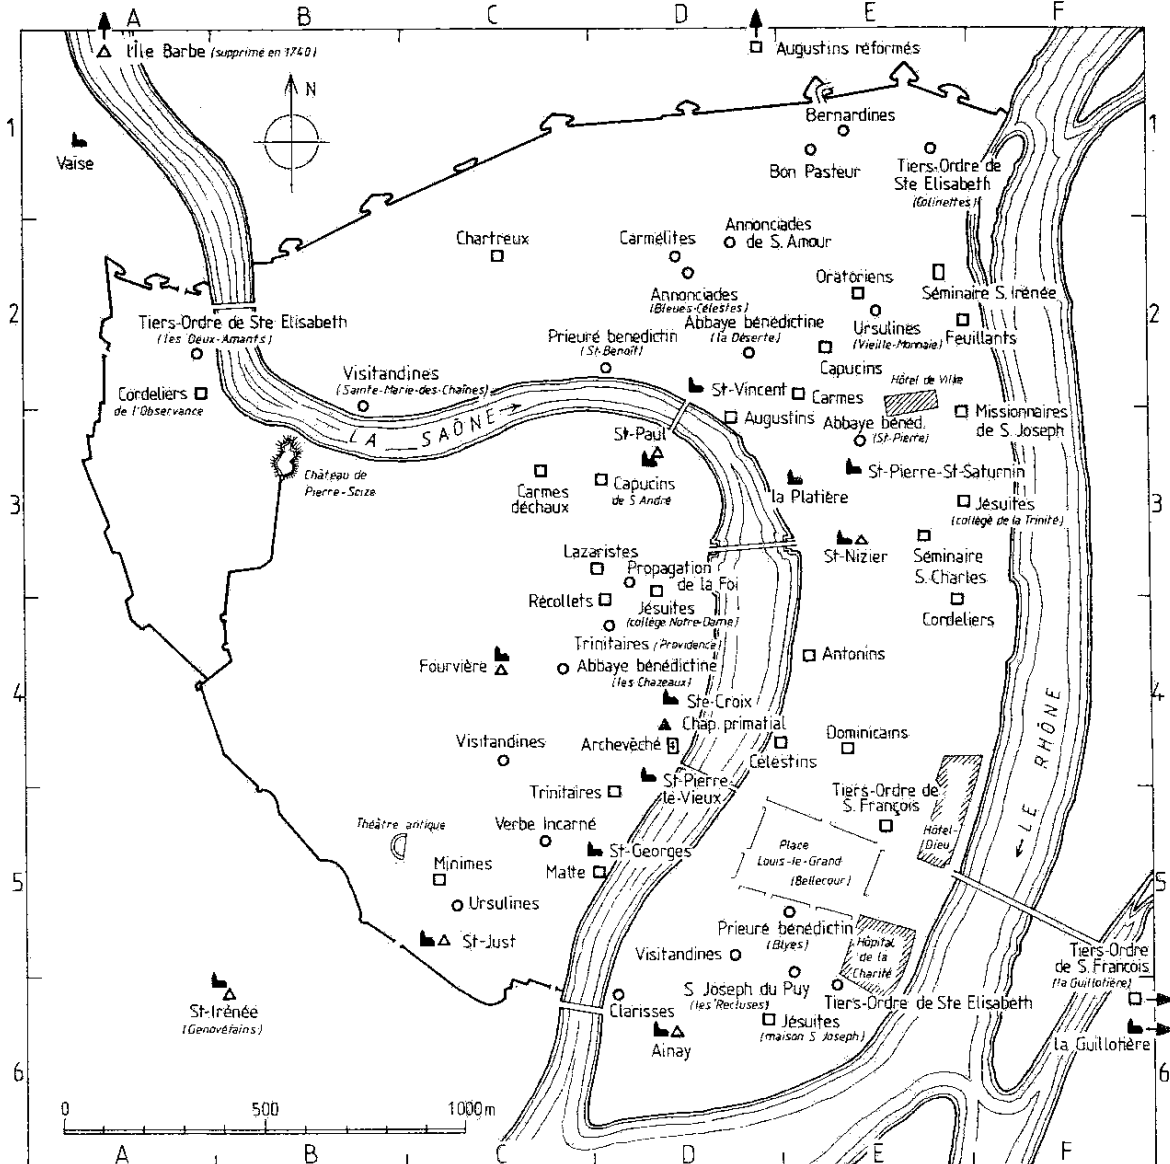 A B C D E F
l'Île Barbe (supprimé en 1740)
Augustins réformés
N
1 1
Vaise
Bernardines
Bon Pasteur
Tiers-Ordre de
Ste Elisabeth
(Colinettes)
Chartreux
Carmélites
Annonciades
de S. Amour
Oratoriens
Séminaire S. Irénée
Annonciades
(Bleues-Célestes)
2 2
Tiers-Ordre de Ste Elisabeth
(les Deux-Amants)
Prieuré bénédictin
(St-Benoît)
Abbaye bénédictine
(la Déserte)
Ursulines
(Vieille-Monnaie)
Feuillants
Capucins
Visitandines
(Sainte-Marie-des-Chaînes)
Cordeliers
de l'Observance
St-Vincent
Carmes
Hôtel de Ville
Augustins
Abbaye bénéd.
(St-Pierre)
Missionnaires
de S. Joseph
LA SAÔNE
St-Paul
Château de
Pierre-Scize
Carmes
déchaux
Capucins
de S. André
la Platière
St-Pierre-St-Saturnin
3 3
Jésuites
(collège de la Trinité)
St-Nizier
Séminaire
S. Charles
Lazaristes
Propagation
de la Foi
Récollets
Jésuites
(collège Notre-Dame)
Cordeliers
Trinitaires (Providence)
Antonins
Fourvière
Abbaye bénédictine
(les Chazeaux)
4 4
Ste-Croix
Chap. primatial
LE RHÔNE
Visitandines
Archevêché
Célestins
Dominicains
St-Pierre
le-Vieux
Trinitaires
Tiers-Ordre de
S. François
Théâtre antique
Verbe Incarné
Hôtel-
Dieu
St-Georges
Place
Louis-le-Grand
(Bellecour)
Minimes
Malte
5 5
Ursulines
Prieuré bénédictin
(Blyes)
St-Just
Visitandines
Hôpital
de la
Charité
Tiers-Ordre
de S. François
(la Guillotière)
S. Joseph du Puy
(les Recluses)
Tiers-Ordre de Ste Elisabeth
St-Irénée
(Génovéfains)
Clarisses
Jésuites
(maison S. Joseph)
Ainay
la Guillotière
6 6
0 500 1000 m
A B C D E F